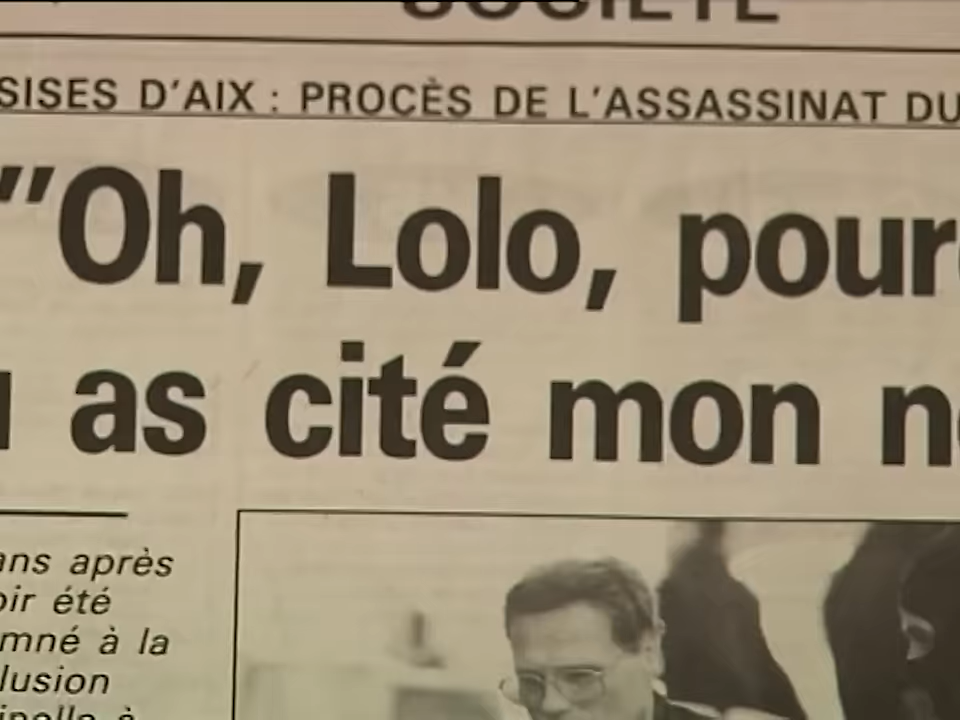 SOCIÉTÉ
SISES D'AIX : PROCÈS DE L'ASSASSINAT DU
"Oh, Lolo, pour
as cité mon n
ans après
oir été
mné à la
lusion